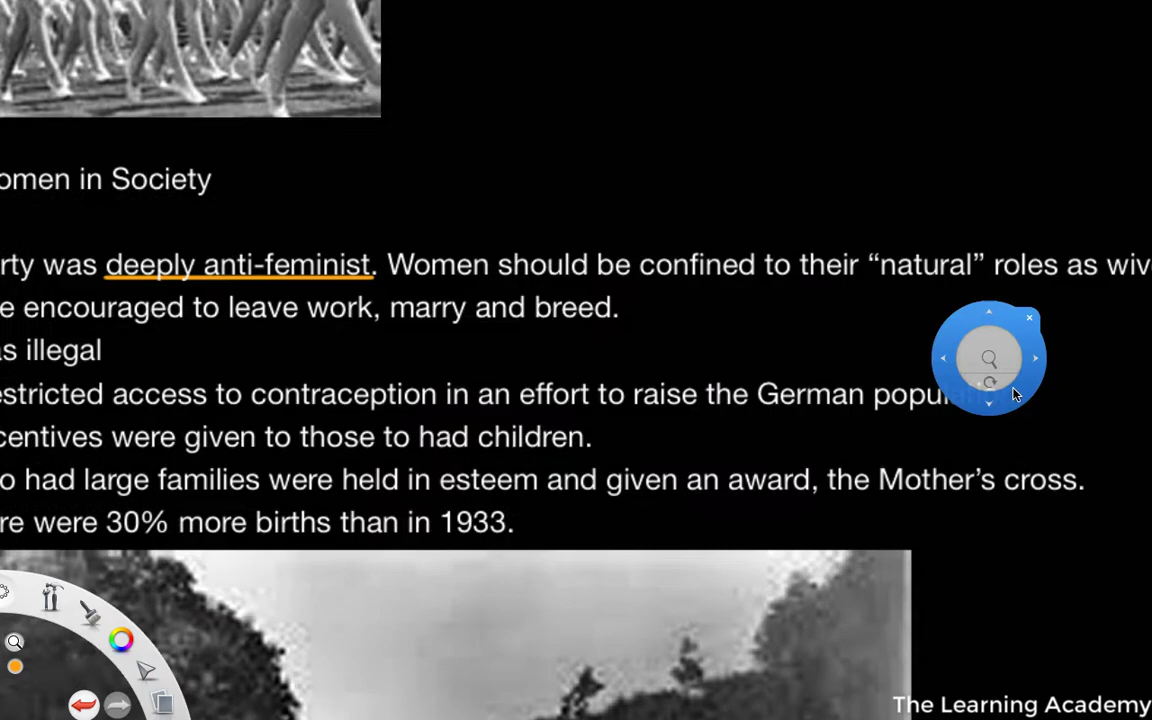 omen in Society
rty was deeply anti-feminist. Women should be confined to their “natural” roles as wiv
e encouraged to leave work, marry and breed.
as illegal
estricted access to contraception in an effort to raise the German popul
centives were given to those to had children.
o had large families were held in esteem and given an award, the Mother’s cross.
re were 30% more births than in 1933.
The Learning Academy